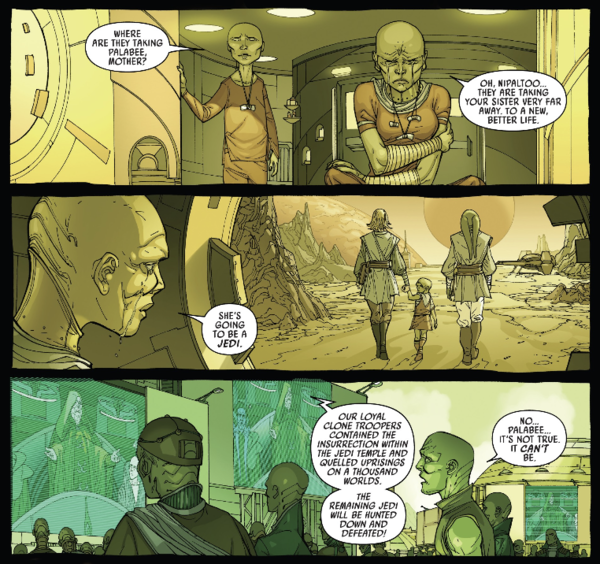 WHERE
ARE THEY TAKING
PALABEE,
MOTHER?
OH, NIPALTOO...
THEY ARE TAKING
YOUR SISTER VERY FAR
AWAY. TO A NEW,
BETTER LIFE.
SHE'S
GOING
TO BE A
JEDI.
OUR LOYAL
CLONE TROOPERS
CONTAINED THE
INSURRECTION WITHIN
THE JEDI TEMPLE AND
QUELLED UPRISINGS
ON A THOUSAND
WORLDS.
THE
REMAINING JEDI
WILL BE HUNTED
DOWN AND
DEFEATED!
NO...
PALABEE...
IT'S NOT TRUE.
IT CAN'T
BE.